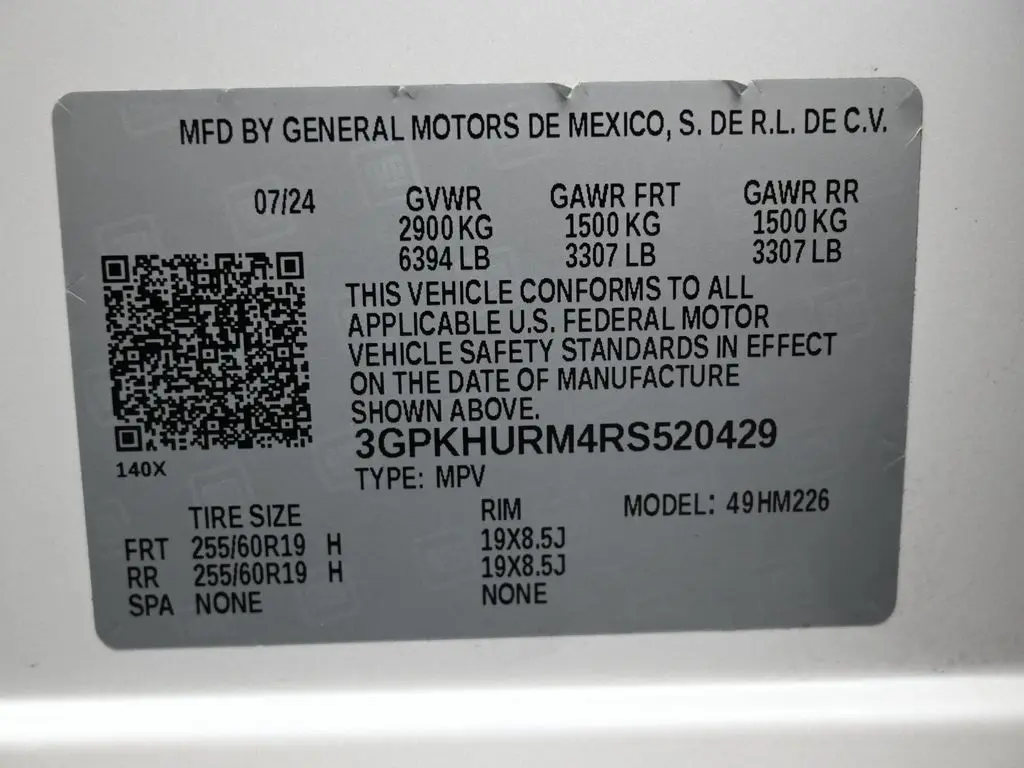 MFD BY GENERAL MOTORS DE MEXICO, S. DE R.L. DE C.V.
07/24 GVWR GAWR FRT GAWR RR
2900 KG 1500 KG 1500 KG
6394 LB 3307 LB 3307 LB
THIS VEHICLE CONFORMS TO ALL
APPLICABLE U.S. FEDERAL MOTOR
VEHICLE SAFETY STANDARDS IN EFFECT
ON THE DATE OF MANUFACTURE
SHOWN ABOVE.
3GPKHURM4RS520429
140X TYPE: MPV
TIRE SIZE RIM MODEL: 49HM226
FRT 255/60R19 H 19X8.5J
RR 255/60R19 H 19X8.5J
SPA NONE NONE